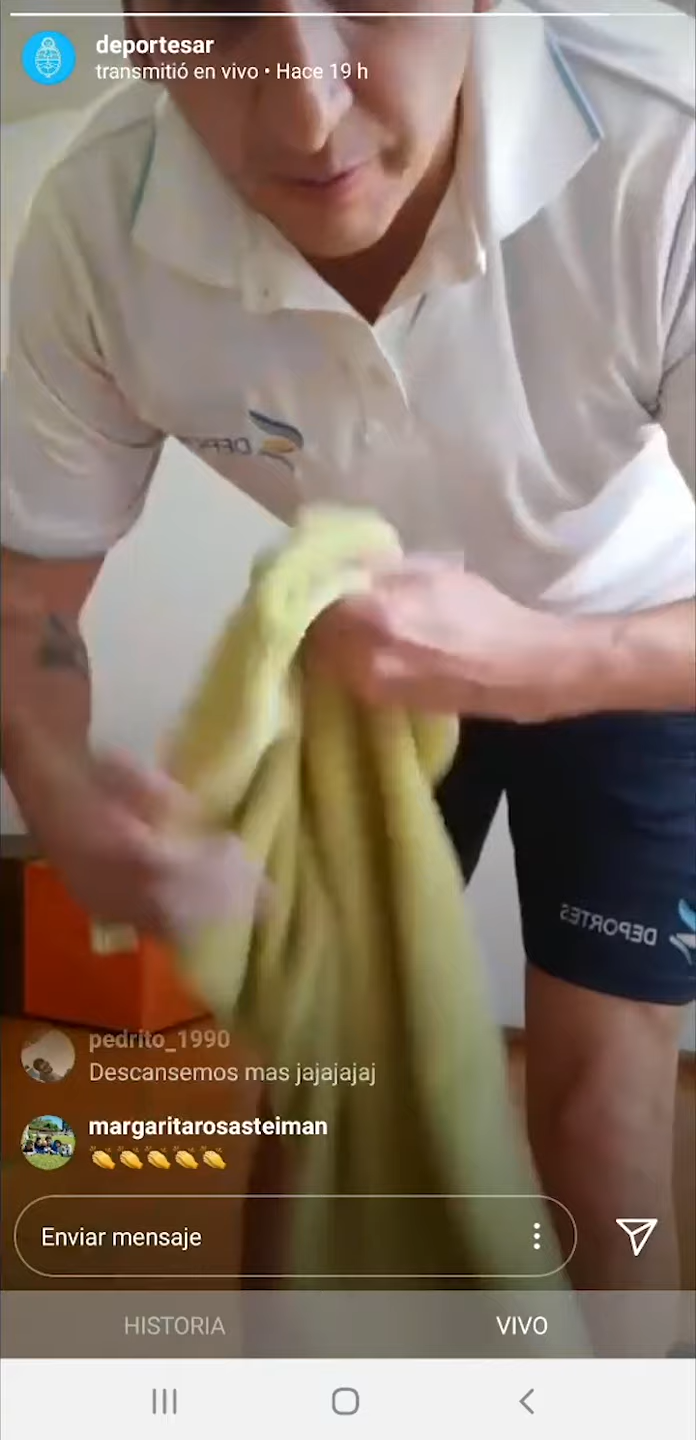 deportesar
transmitió en vivo • Hace 19 h
DEPORTES
pedrito_1990
Descansemos mas jajajajaj
margaritarosasteiman
👏👏👏👏👏
Enviar mensaje
HISTORIA
VIVO